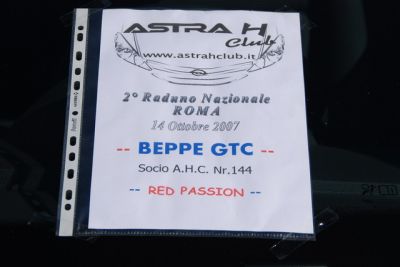 ASTRA H
Club
www.astrahclub.it
2° Raduno Nazionale
ROMA
14 Ottobre 2007
-- BEPPE GTC --
Socio A.H.C. Nr.144
-- RED PASSION --